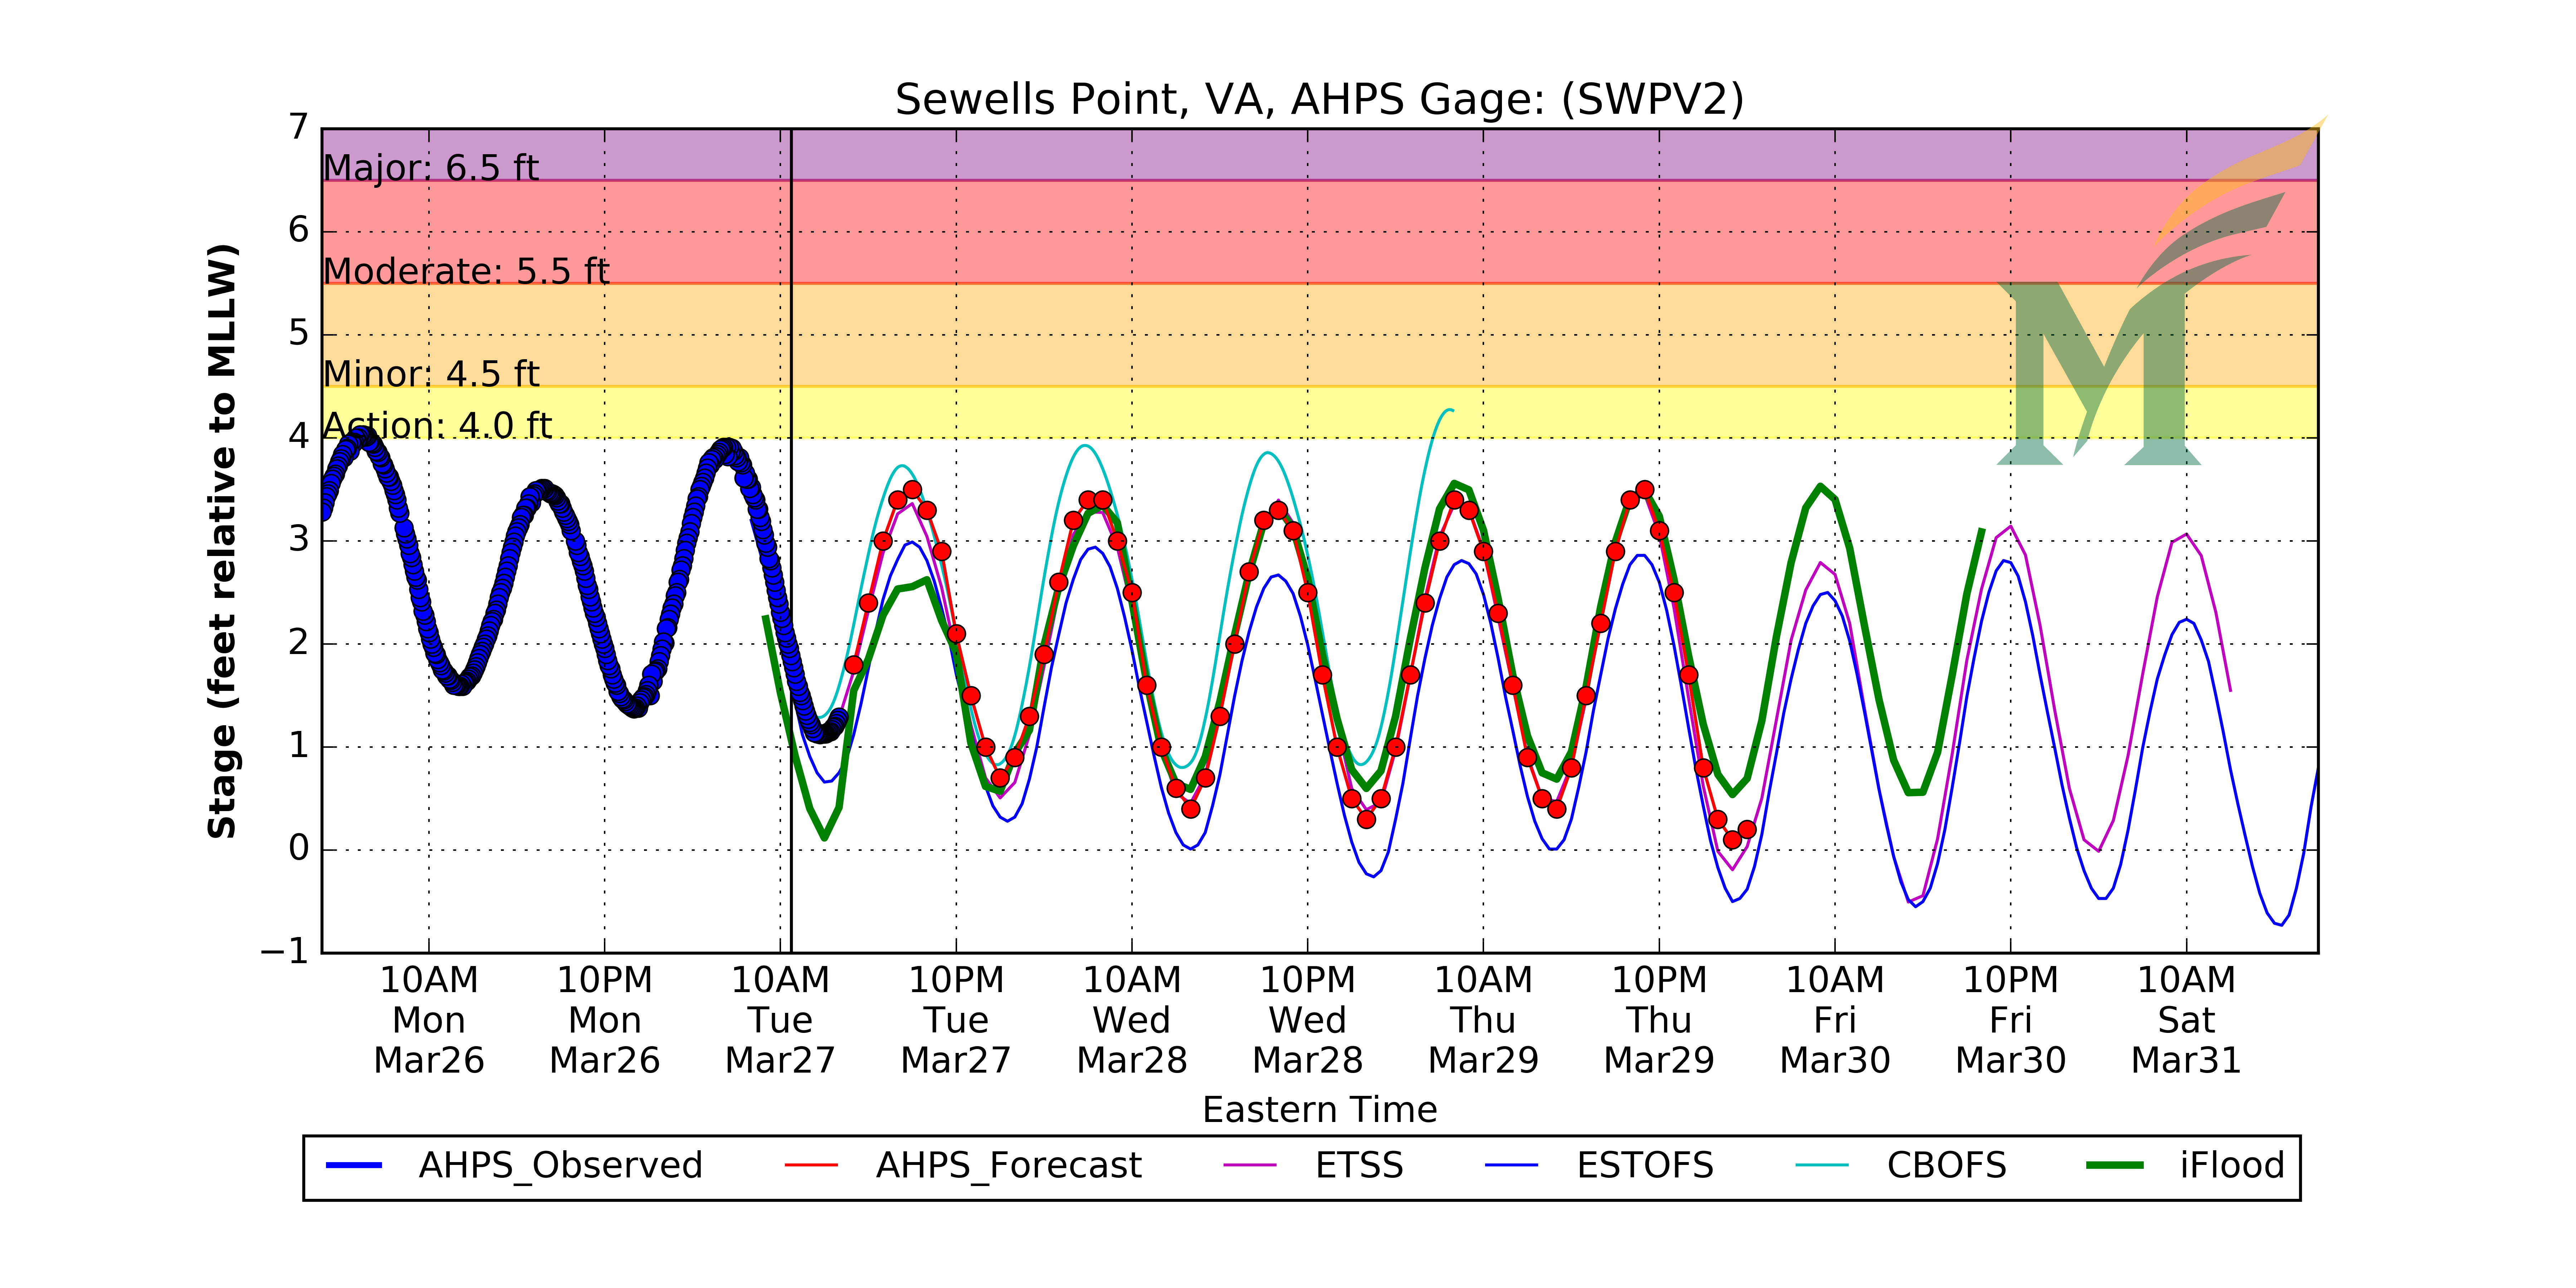 Sewells Point, VA, AHPS Gage: (SWPV2)
Stage (feet relative to MLLW)
7
Major: 6.5 ft
6
Moderate: 5.5 ft
5
Minor: 4.5 ft
Action: 4.0 ft
4
3
2
1
0
−1
10AM 10PM 10AM 10PM 10AM 10PM 10AM 10PM 10AM 10PM 10AM
Mon Mon Tue Tue Wed Wed Thu Thu Fri Fri Sat
Mar26 Mar26 Mar27 Mar27 Mar28 Mar28 Mar29 Mar29 Mar30 Mar30 Mar31
Eastern Time
AHPS_Observed AHPS_Forecast ETSS ESTOFS CBOFS iFlood
M